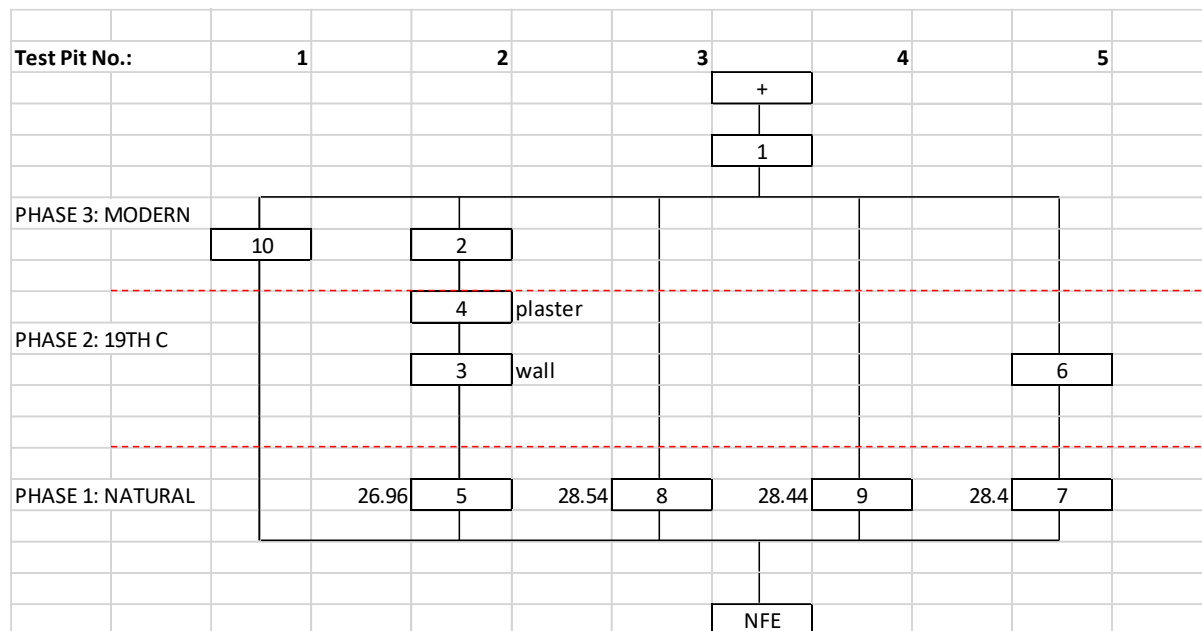 Test Pit No.: 1 2 3 4 5
+
1
PHASE 3: MODERN
10 2
4 plaster
PHASE 2: 19TH C
3 wall 6
PHASE 1: NATURAL 26.96 5 28.54 8 28.44 9 28.4 7
NFE